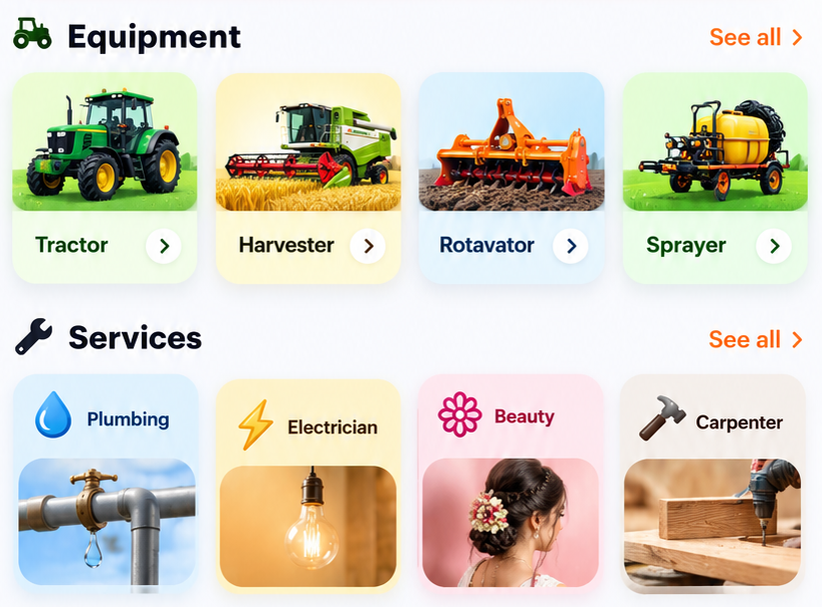 Equipment
See all >
Tractor
Harvester
Rotavator
Sprayer
Services
See all >
Plumbing
Electrician
Beauty
Carpenter